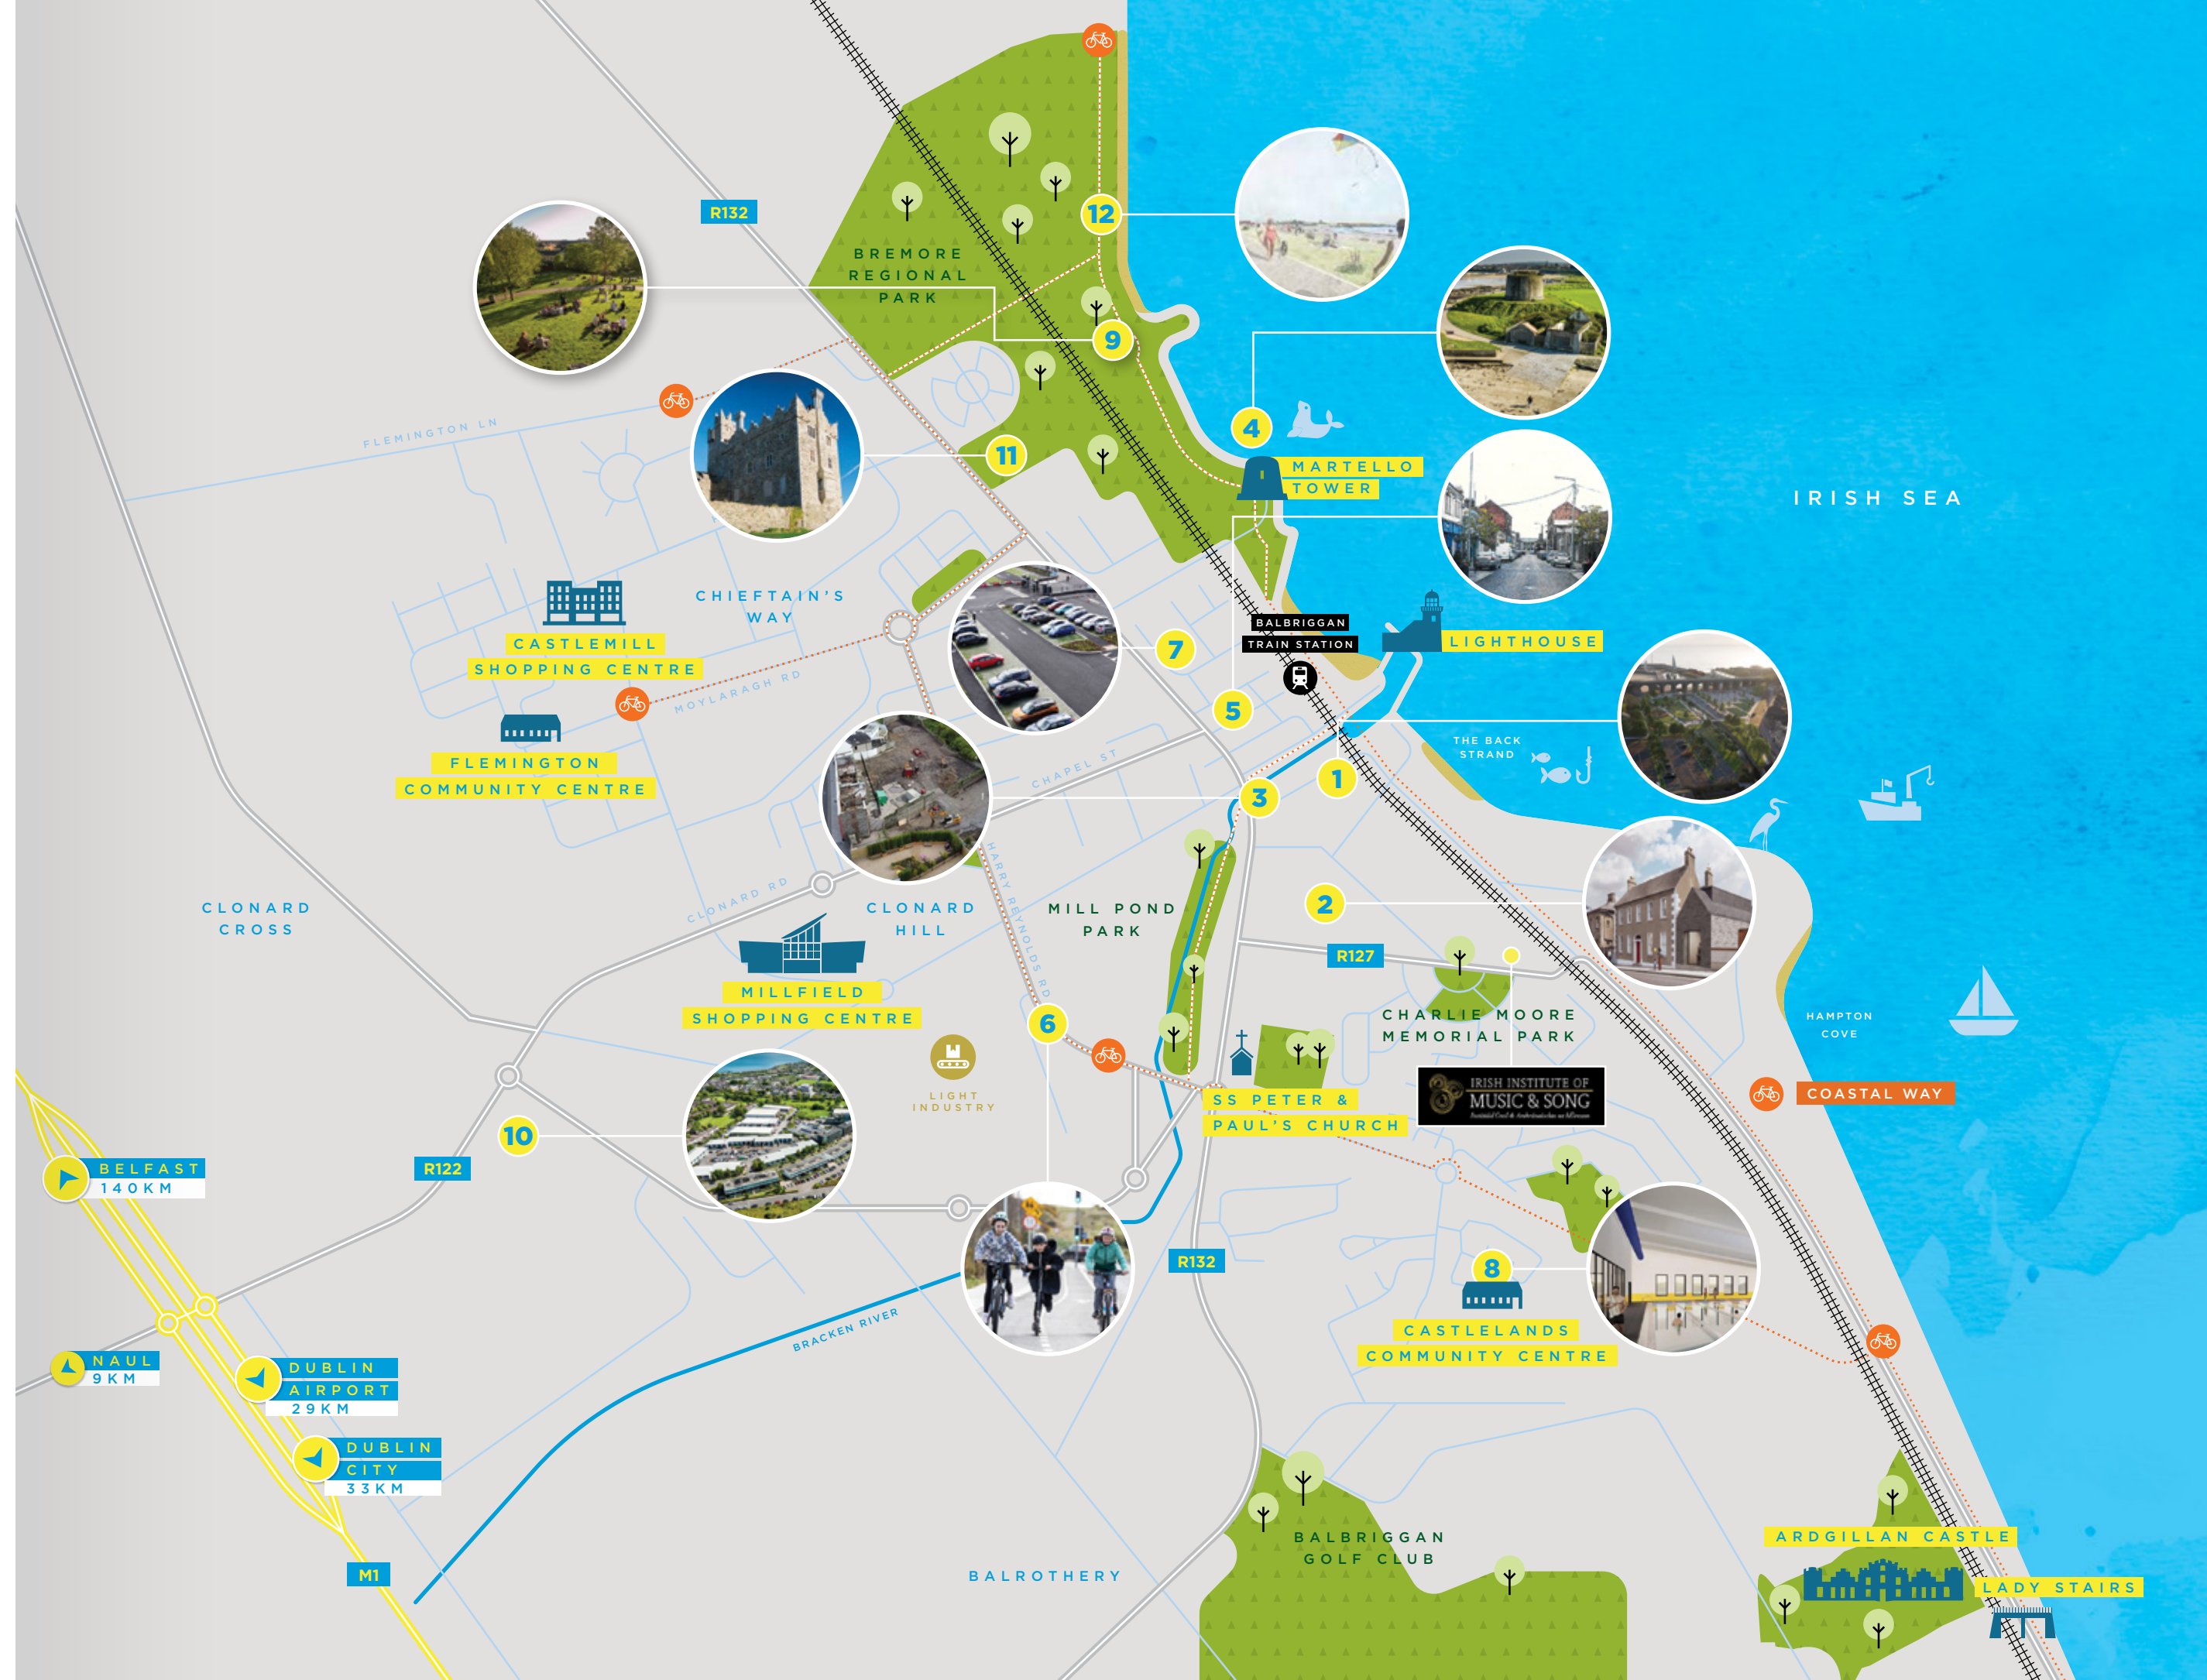 R132
12
BREMORE
REGIONAL
PARK
9
FLEMINGTON LN
11
4
MARTELLO
TOWER
IRISH SEA
CHIEFTAIN'S
WAY
CASTLEMILL
SHOPPING CENTRE
MOYLARAGH RD
7
BALBRIGGAN
TRAIN STATION
LIGHTHOUSE
5
FLEMINGTON
COMMUNITY CENTRE
CHAPEL ST
THE BACK
STRAND
1
3
CLONARD
CROSS
CLONARD RD
CLONARD
HILL
HARRY REYNOLDS RD
MILL POND
PARK
2
R127
MILLFIELD
SHOPPING CENTRE
6
CHARLIE MOORE
MEMORIAL PARK
HAMPTON
COVE
LIGHT
INDUSTRY
IRISH INSTITUTE OF
MUSIC & SONG
COASTAL WAY
SS PETER &
PAUL'S CHURCH
10
R122
BELFAST
140KM
R132
8
CASTLELANDS
COMMUNITY CENTRE
BRACKEN RIVER
NAUL
9KM
DUBLIN
AIRPORT
29KM
DUBLIN
CITY
33KM
M1
BALROTHERY
BALBRIGGAN
GOLF CLUB
ARDGILLAN CASTLE
LADY STAIRS